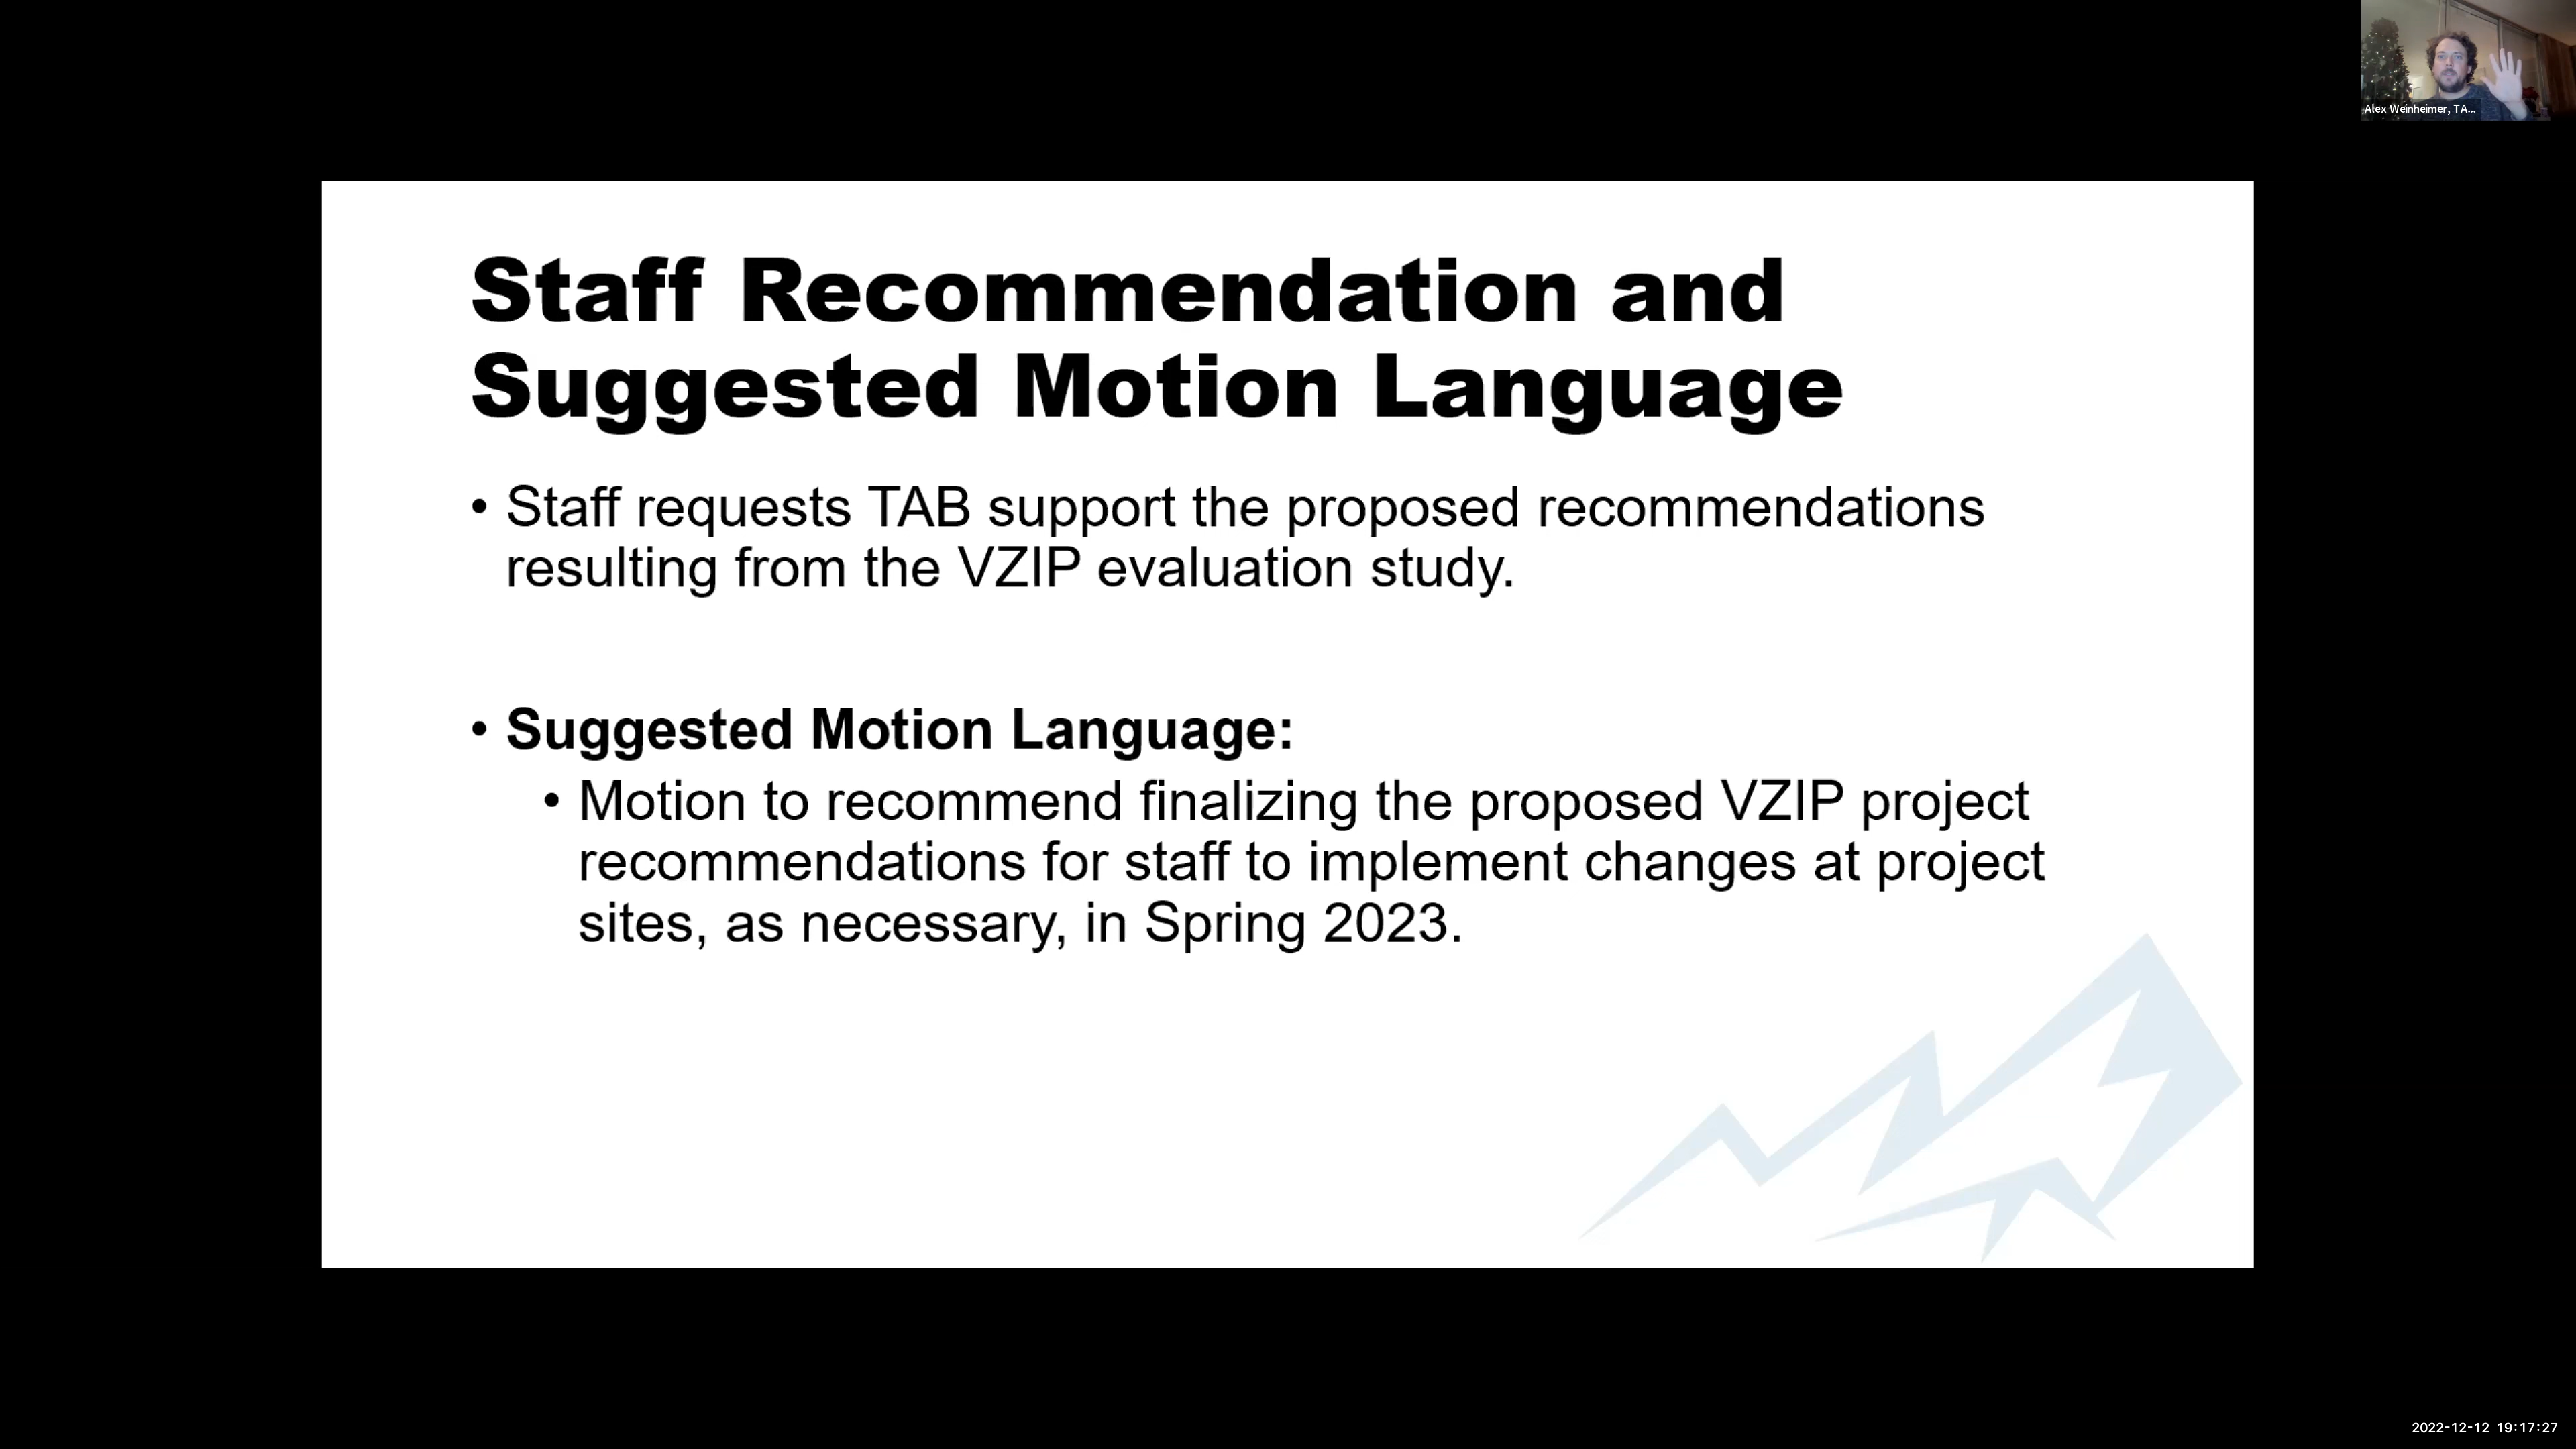 Alex Weinheimer, TA...
Staff Recommendation and
Suggested Motion Language
• Staff requests TAB support the proposed recommendations
resulting from the VZIP evaluation study.
• Suggested Motion Language:
• Motion to recommend finalizing the proposed VZIP project
recommendations for staff to implement changes at project
sites, as necessary, in Spring 2023.
2022-12-12 19:17:27